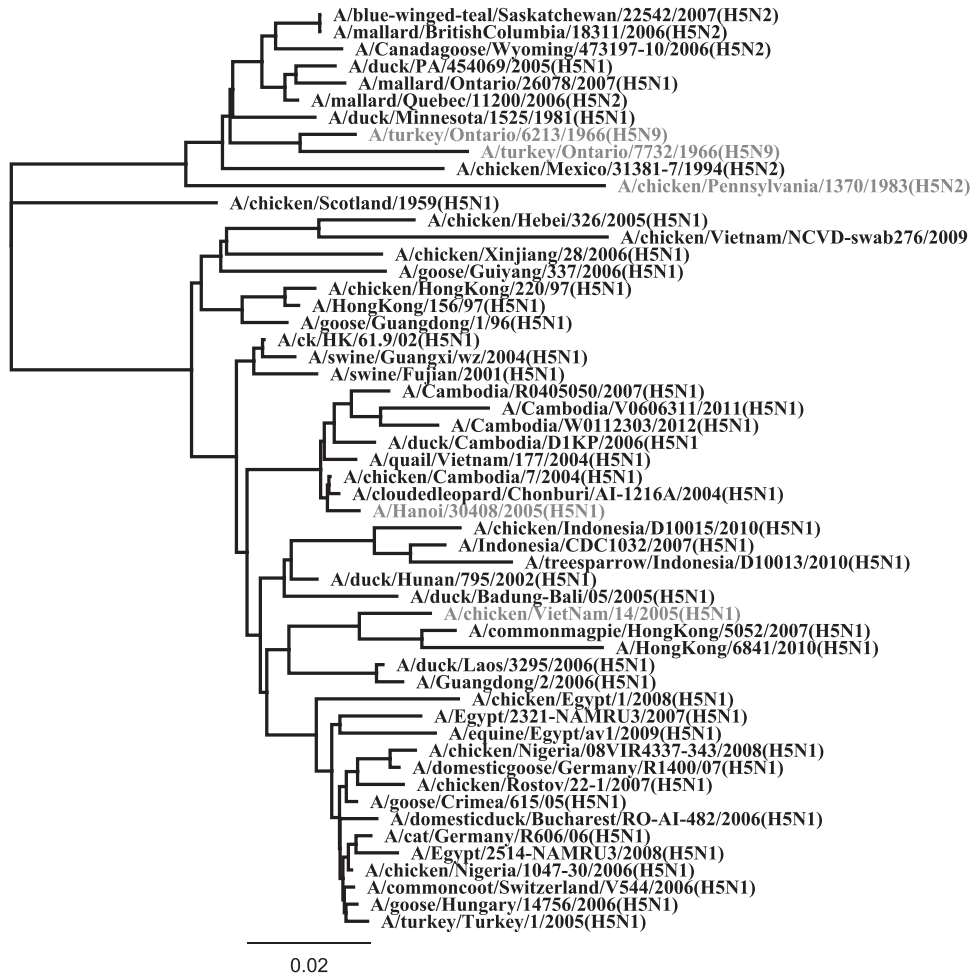 A/blue-winged-teal/Saskatchewan/22542/2007(H5N2)
A/mallard/BritishColumbia/18311/2006(H5N2)
A/Canadagoose/Wyoming/473197-10/2006(H5N2)
A/duck/PA/454069/2005(H5N1)
A/mallard/Ontario/26078/2007(H5N1)
A/mallard/Quebec/11200/2006(H5N2)
A/duck/Minnesota/1525/1981(H5N1)
A/turkey/Ontario/6213/1966(H5N9)
A/turkey/Ontario/7732/1966(H5N9)
A/chicken/Mexico/31381-7/1994(H5N2)
A/chicken/Pennsylvania/1370/1983(H5N2)
A/chicken/Scotland/1959(H5N1)
A/chicken/Hebei/326/2005(H5N1)
A/chicken/Vietnam/NCVD-swab276/2009
A/chicken/Xinjiang/28/2006(H5N1)
A/goose/Guiyang/337/2006(H5N1)
A/chicken/HongKong/220/97(H5N1)
A/HongKong/156/97(H5N1)
A/goose/Guangdong/1/96(H5N1)
A/ck/HK/61.9/02(H5N1)
A/swine/Guangxi/wz/2004(H5N1)
A/swine/Fujian/2001(H5N1)
A/Cambodia/R0405050/2007(H5N1)
A/Cambodia/V0606311/2011(H5N1)
A/Cambodia/W0112303/2012(H5N1)
A/duck/Cambodia/D1KP/2006(H5N1
A/quail/Vietnam/177/2004(H5N1)
A/chicken/Cambodia/7/2004(H5N1)
A/cloudedleopard/Chonburi/AI-1216A/2004(H5N1)
A/Hanoi/30408/2005(H5N1)
A/chicken/Indonesia/D10015/2010(H5N1)
A/Indonesia/CDC1032/2007(H5N1)
A/treesparrow/Indonesia/D10013/2010(H5N1)
A/duck/Hunan/795/2002(H5N1)
A/duck/Badung-Bali/05/2005(H5N1)
A/chicken/VietNam/14/2005(H5N1)
A/commonmagpie/HongKong/5052/2007(H5N1)
A/HongKong/6841/2010(H5N1)
A/duck/Laos/3295/2006(H5N1)
A/Guangdong/2/2006(H5N1)
A/chicken/Egypt/1/2008(H5N1)
A/Egypt/2321-NAMRU3/2007(H5N1)
A/equine/Egypt/av1/2009(H5N1)
A/chicken/Nigeria/08VIR4337-343/2008(H5N1)
A/domesticgoose/Germany/R1400/07(H5N1)
A/chicken/Rostov/22-1/2007(H5N1)
A/goose/Crimea/615/05(H5N1)
A/domesticduck/Bucharest/RO-AI-482/2006(H5N1)
A/cat/Germany/R606/06(H5N1)
A/Egypt/2514-NAMRU3/2008(H5N1)
A/chicken/Nigeria/1047-30/2006(H5N1)
A/commoncoot/Switzerland/V544/2006(H5N1)
A/goose/Hungary/14756/2006(H5N1)
A/turkey/Turkey/1/2005(H5N1)
0.02